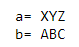 a= XYZ
b= ABC